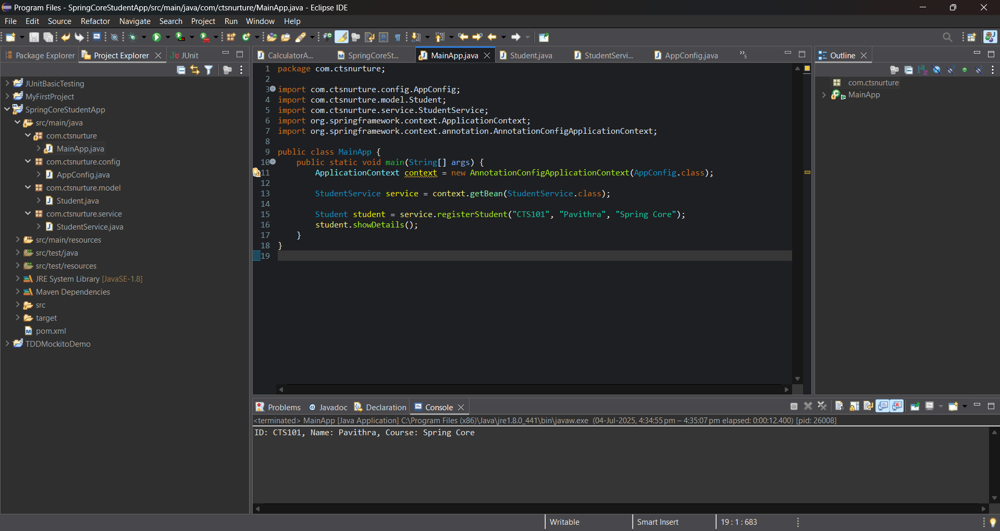 Program Files - SpringCoreStudentApp/src/main/java/com/ctsnurture/MainApp.java - Eclipse IDE
File Edit Source Refactor Navigate Search Project Run Window Help
Package Explorer Project Explorer JUnit
JUnitBasicTesting
MyFirstProject
SpringCoreStudentApp
src/main/java
com.ctsnurture
MainApp.java
com.ctsnurture.config
AppConfig.java
com.ctsnurture.model
Student.java
com.ctsnurture.service
StudentService.java
src/main/resources
src/test/java
src/test/resources
JRE System Library [JavaSE-1.8]
Maven Dependencies
src
target
pom.xml
TDDMockitoDemo
CalculatorA... SpringCoreSt... MainApp.java Student.java StudentServi... AppConfig.java »5
1 package com.ctsnurture;
2
3 import com.ctsnurture.config.AppConfig;
4 import com.ctsnurture.model.Student;
5 import com.ctsnurture.service.StudentService;
6 import org.springframework.context.ApplicationContext;
7 import org.springframework.context.annotation.AnnotationConfigApplicationContext;
8
9 public class MainApp {
10 public static void main(String[] args) {
11 ApplicationContext context = new AnnotationConfigApplicationContext(AppConfig.class);
12
13 StudentService service = context.getBean(StudentService.class);
14
15 Student student = service.registerStudent("CTS101", "Pavithra", "Spring Core");
16 student.showDetails();
17 }
18 }
19
Outline
com.ctsnurture
MainApp
Problems Javadoc Declaration Console
<terminated> MainApp [Java Application] C:\Program Files (x86)\Java\jre1.8.0_441\bin\javaw.exe (04-Jul-2025, 4:34:55 pm – 4:35:07 pm elapsed: 0:00:12.400) [pid: 26008]
ID: CTS101, Name: Pavithra, Course: Spring Core
Writable Smart Insert 19 : 1 : 683